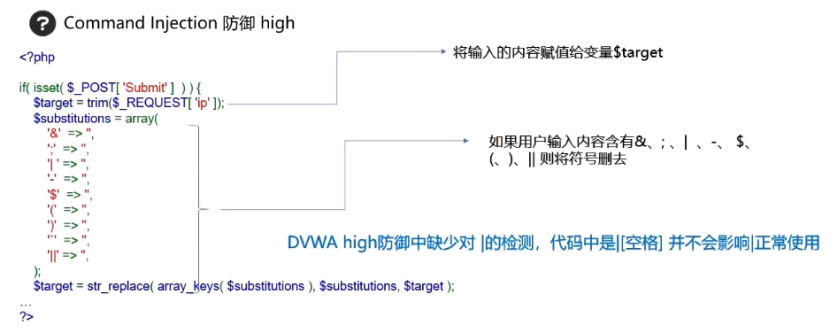 ? Command Injection 防御 high
<?php
将输入的内容赋值给变量$target
if( isset( $_POST[ 'Submit' ]  ) ) {
$target = trim($_REQUEST[ 'ip' ]);
$substitutions = array(
'&'  => '',
';'  => '',
'| ' => '',
'-'  => '',
'$'  => '',
'('  => '',
')'  => '',
'`'  => '',
'||' => '',
如果用户输入内容含有&、; 、| 、-、 $、
(、)、|| 则将符号删去
DVWA high防御中缺少对 |的检测，代码中是|[空格] 并不会影响|正常使用
);
$target = str_replace( array_keys( $substitutions ), $substitutions, $target );
...
?>